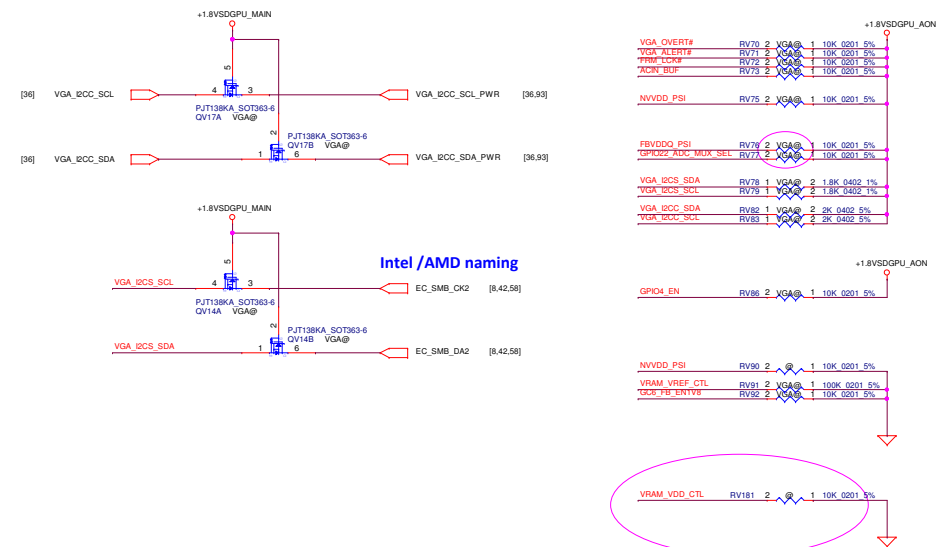 +1.8VSDGPU_MAIN
5
[36] VGA_I2CC_SCL 4 3 VGA_I2CC_SCL_PWR [36,93]
PJT138KA_SOT363-6
QV17A VGA@
2
PJT138KA_SOT363-6
QV17B VGA@
[36] VGA_I2CC_SDA 1 6 VGA_I2CC_SDA_PWR [36,93]
+1.8VSDGPU_MAIN
Intel /AMD naming
5
VGA_I2CS_SCL 4 3 EC_SMB_CK2 [8,42,58]
PJT138KA_SOT363-6
QV14A VGA@
2
PJT138KA_SOT363-6
QV14B VGA@
VGA_I2CS_SDA 1 6 EC_SMB_DA2 [8,42,58]
+1.8VSDGPU_AON
VGA_OVERT# RV70 2 VGA@ 1 10K_0201_5%
VGA_ALERT# RV71 2 VGA@ 1 10K_0201_5%
FRM_LCK# RV72 2 VGA@ 1 10K_0201_5%
ACIN_BUF RV73 2 VGA@ 1 10K_0201_5%
NVVDD_PSI RV75 2 VGA@ 1 10K_0201_5%
FBVDDQ_PSI RV76 2 VGA@ 1 10K_0201_5%
GPIO22_ADC_MUX_SEL RV77 2 VGA@ 1 10K_0201_5%
VGA_I2CS_SDA RV78 1 VGA@ 2 1.8K_0402_1%
VGA_I2CS_SCL RV79 1 VGA@ 2 1.8K_0402_1%
VGA_I2CC_SDA RV82 1 VGA@ 2 2K_0402_5%
VGA_I2CC_SCL RV83 1 VGA@ 2 2K_0402_5%
+1.8VSDGPU_AON
GPIO4_EN RV86 2 VGA@ 1 10K_0201_5%
NVVDD_PSI RV90 2 @ 1 10K_0201_5%
VRAM_VREF_CTL RV91 2 VGA@ 1 100K_0201_5%
GC6_FB_EN1V8 RV92 2 VGA@ 1 10K_0201_5%
VRAM_VDD_CTL RV181 2 @ 1 10K_0201_5%